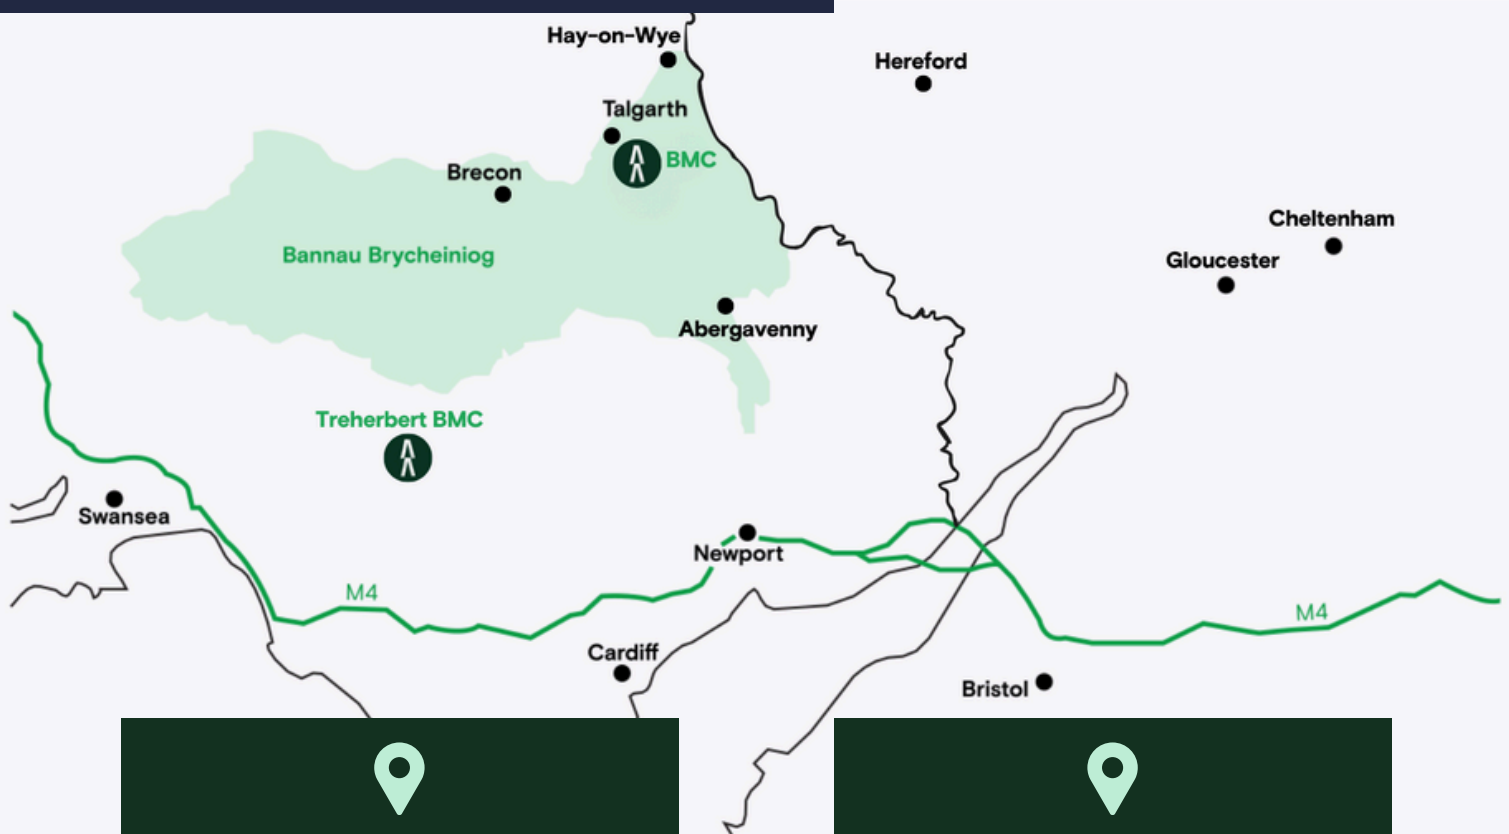 Hay-on-Wye
Hereford
Talgarth
BMC
Brecon
Cheltenham
Bannau Brycheiniog
Gloucester
Abergavenny
Treherbert BMC
Swansea
Newport
M4
M4
Cardiff
Bristol